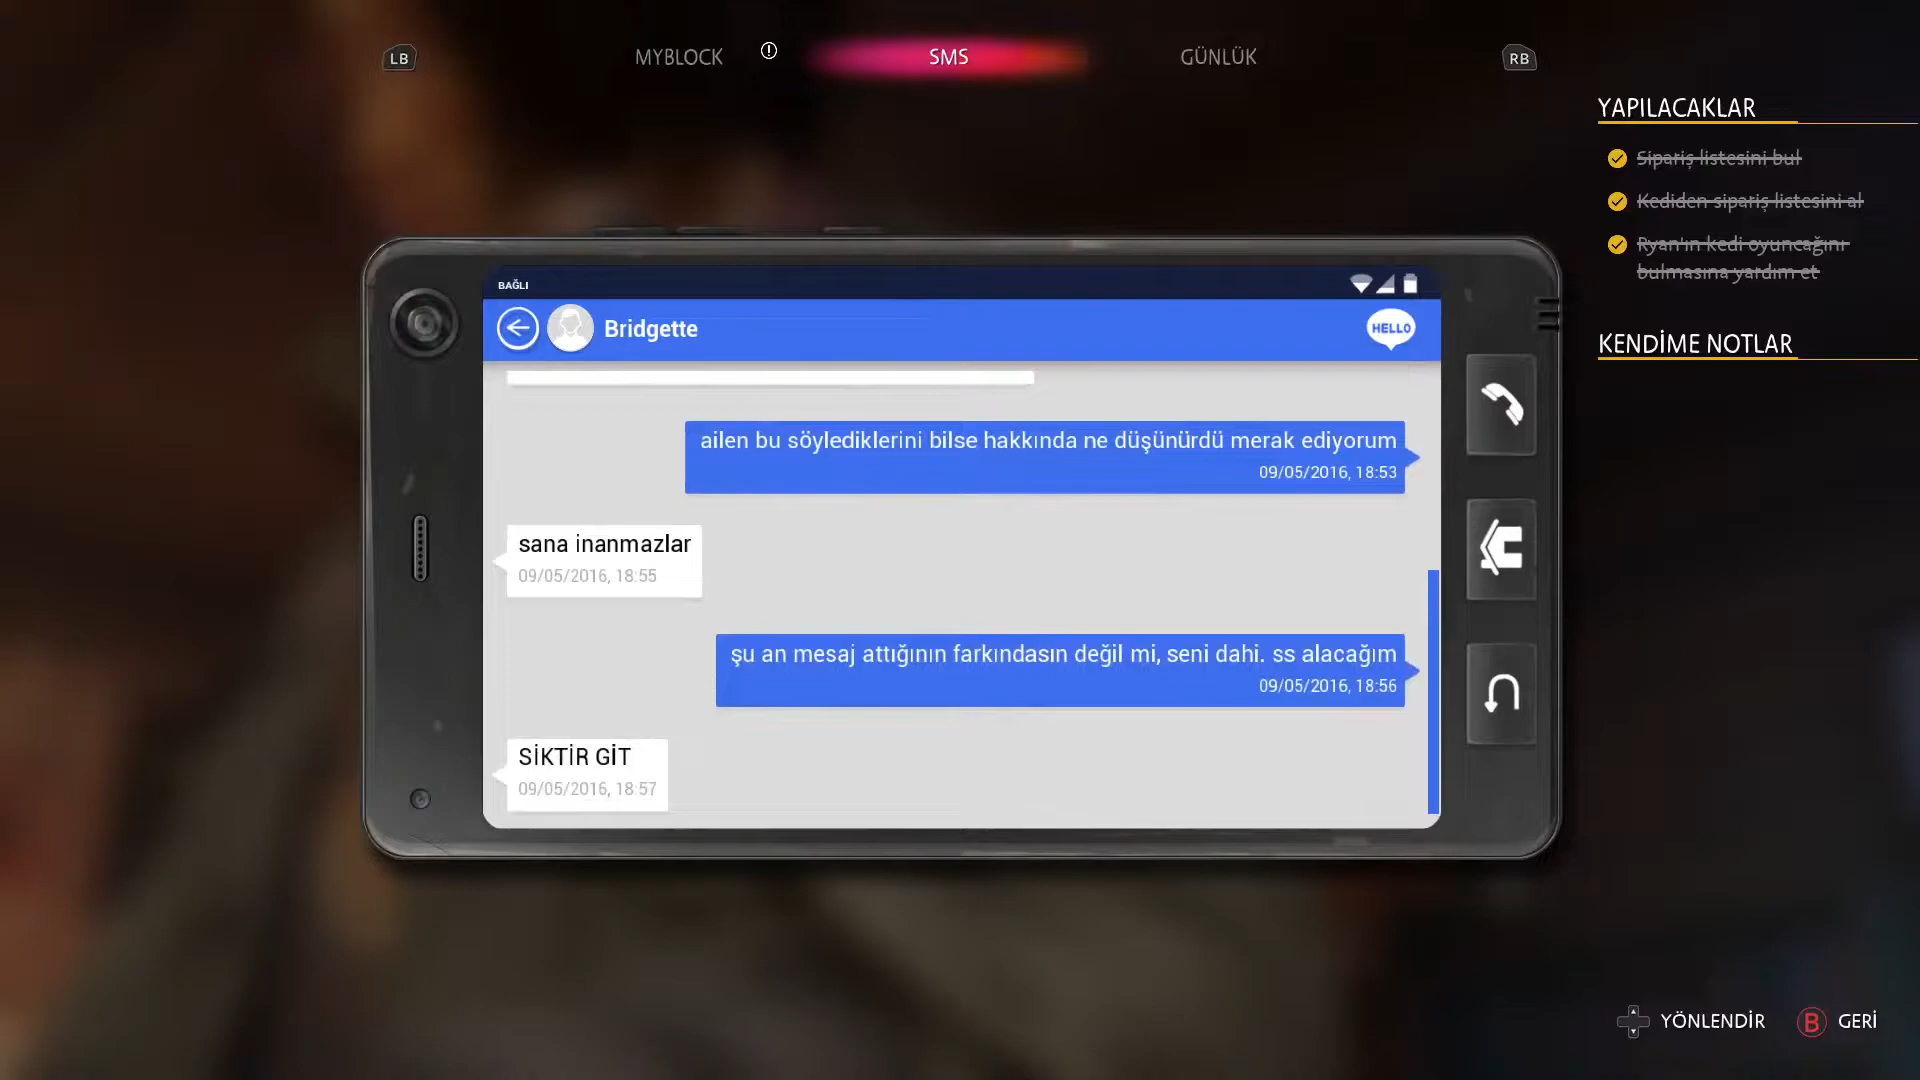 LB
MYBLOCK
SMS
GÜNLÜK
RB
YAPILACAKLAR
Sipariş listesini bul
Kediden sipariş listesini al
Ryan'ın kedi oyuncağını
bulmasına yardım et
KENDİME NOTLAR
BAĞLI
Bridgette
HELLO
ailen bu söylediklerini bilse hakkında ne düşünürdü merak ediyorum
09/05/2016, 18:53
sana inanmazlar
09/05/2016, 18:55
şu an mesaj attığının farkındasın değil mi, seni dahi. ss alacağım
09/05/2016, 18:56
SİKTİR GİT
09/05/2016, 18:57
YÖNLENDİR
B GERİ